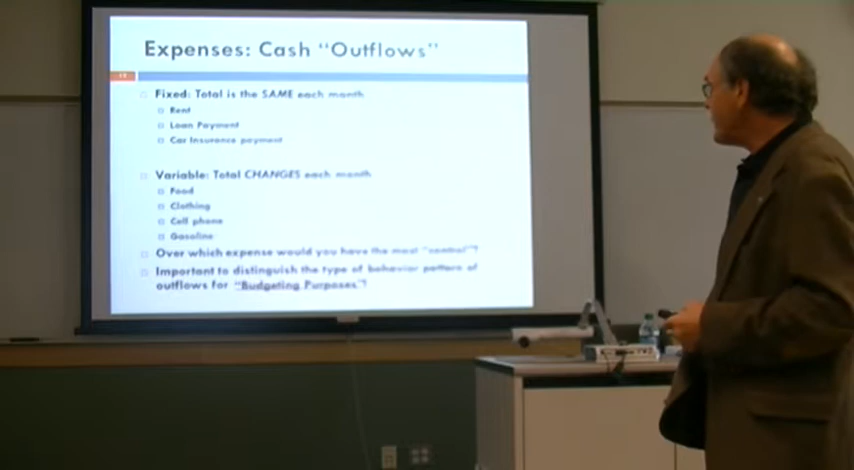 Expenses: Cash "Outflows"
Fixed: Total is the SAME each month
Rent
Loan Payment
Car Insurance payment
Variable: Total CHANGES each month
Food
Clothing
Cell phone
Gasoline
Over which expense would you have the most "control"?
Important to distinguish the type of behavior pattern of
outflows for "Budgeting Purposes"?